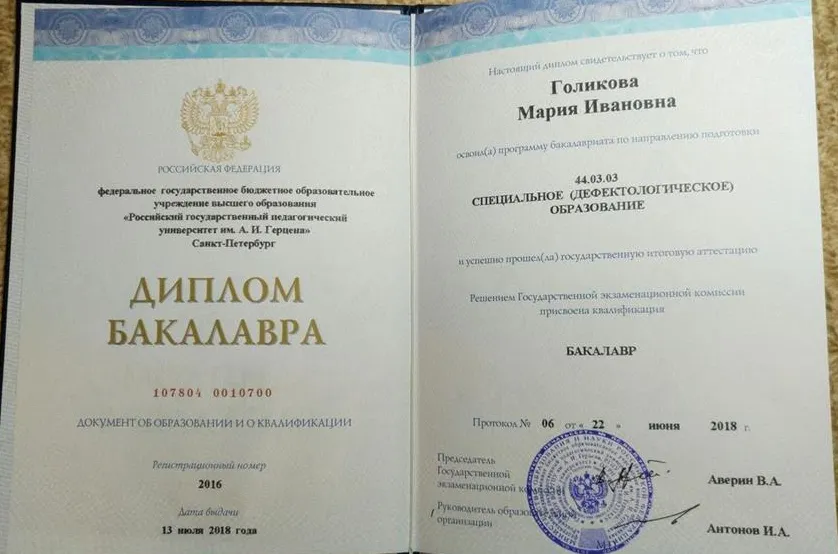 РОССИЙСКАЯ ФЕДЕРАЦИЯ
федеральное государственное бюджетное образовательное
учреждение высшего образования
«Российский государственный педагогический
университет им. А. И. Герцена»
Санкт-Петербург
ДИПЛОМ
БАКАЛАВРА
107804 0010700
ДОКУМЕНТ ОБ ОБРАЗОВАНИИ И О КВАЛИФИКАЦИИ
Регистрационный номер
2016
Дата выдачи
13 июля 2018 года
Настоящий диплом свидетельствует о том, что
Голикова
Мария Ивановна
освоил(а) программу бакалавриата по направлению подготовки
44.03.03
СПЕЦИАЛЬНОЕ (ДЕФЕКТОЛОГИЧЕСКОЕ)
ОБРАЗОВАНИЕ
и успешно прошел(ла) государственную итоговую аттестацию
Решением Государственной экзаменационной комиссии
присвоена квалификация
БАКАЛАВР
Протокол № 06 от « 22 » июня 2018 г.
Председатель
Государственной
экзаменационной
Аверин В.А.
Руководитель
организации
Антонов И.А.